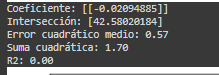 Coeficiente: [[-0.02094885]]
Intersección: [42.58020184]
Error cuadrático medio: 0.57
Suma cuadrática: 1.70
R2: 0.00